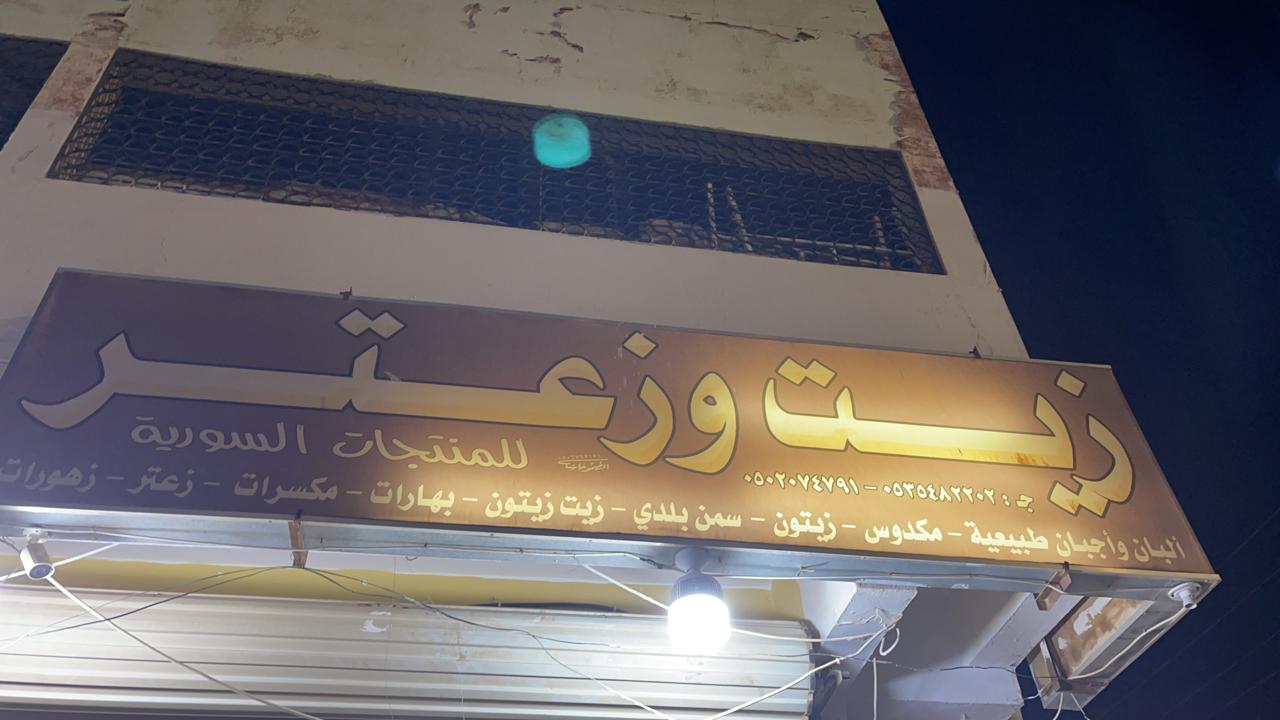 زيت وزعتر
للمنتجات السورية
ج : ٠٥٣٥٤٨٢٢٠٢ - ٠٥٠٢٠٧٤٧٩١
ألبان وأجبان طبيعية - مكدوس - زيتون - سمن بلدي - زيت زيتون - بهارات - مكسرات - زعتر - زهورات